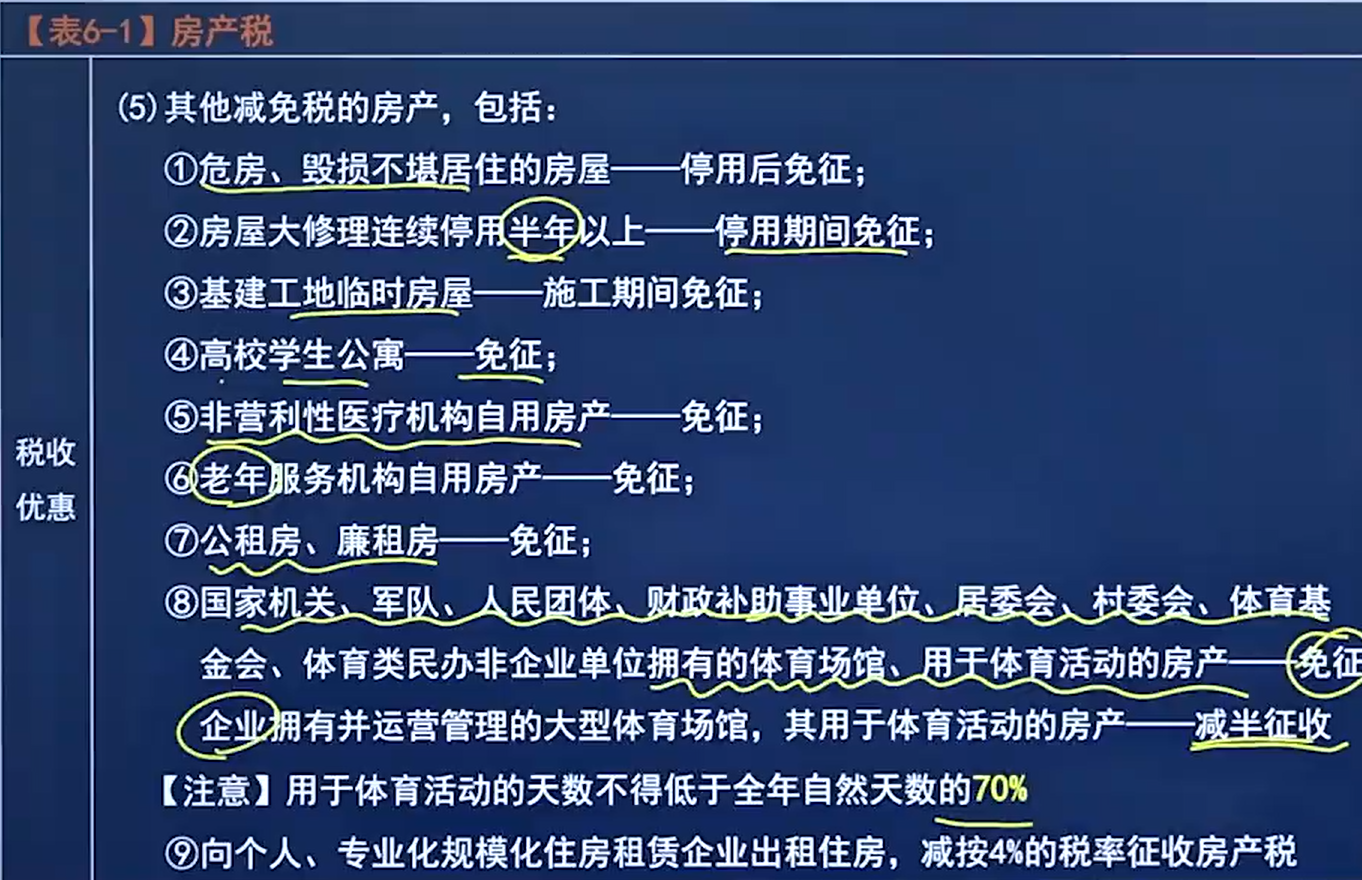 【表6-1】房产税
(5)其他减免税的房产，包括：
①危房、毁损不堪居住的房屋——停用后免征；
②房屋大修理连续停用半年以上——停用期间免征；
③基建工地临时房屋——施工期间免征；
④高校学生公寓——免征；
⑤非营利性医疗机构自用房产——免征；
⑥老年服务机构自用房产——免征；
⑦公租房、廉租房——免征；
⑧国家机关、军队、人民团体、财政补助事业单位、居委会、村委会、体育基
金会、体育类民办非企业单位拥有的体育场馆、用于体育活动的房产——免征
企业拥有并运营管理的大型体育场馆，其用于体育活动的房产——减半征收
【注意】用于体育活动的天数不得低于全年自然天数的70%
⑨向个人、专业化规模化住房租赁企业出租住房，减按4%的税率征收房产税
税收
优惠